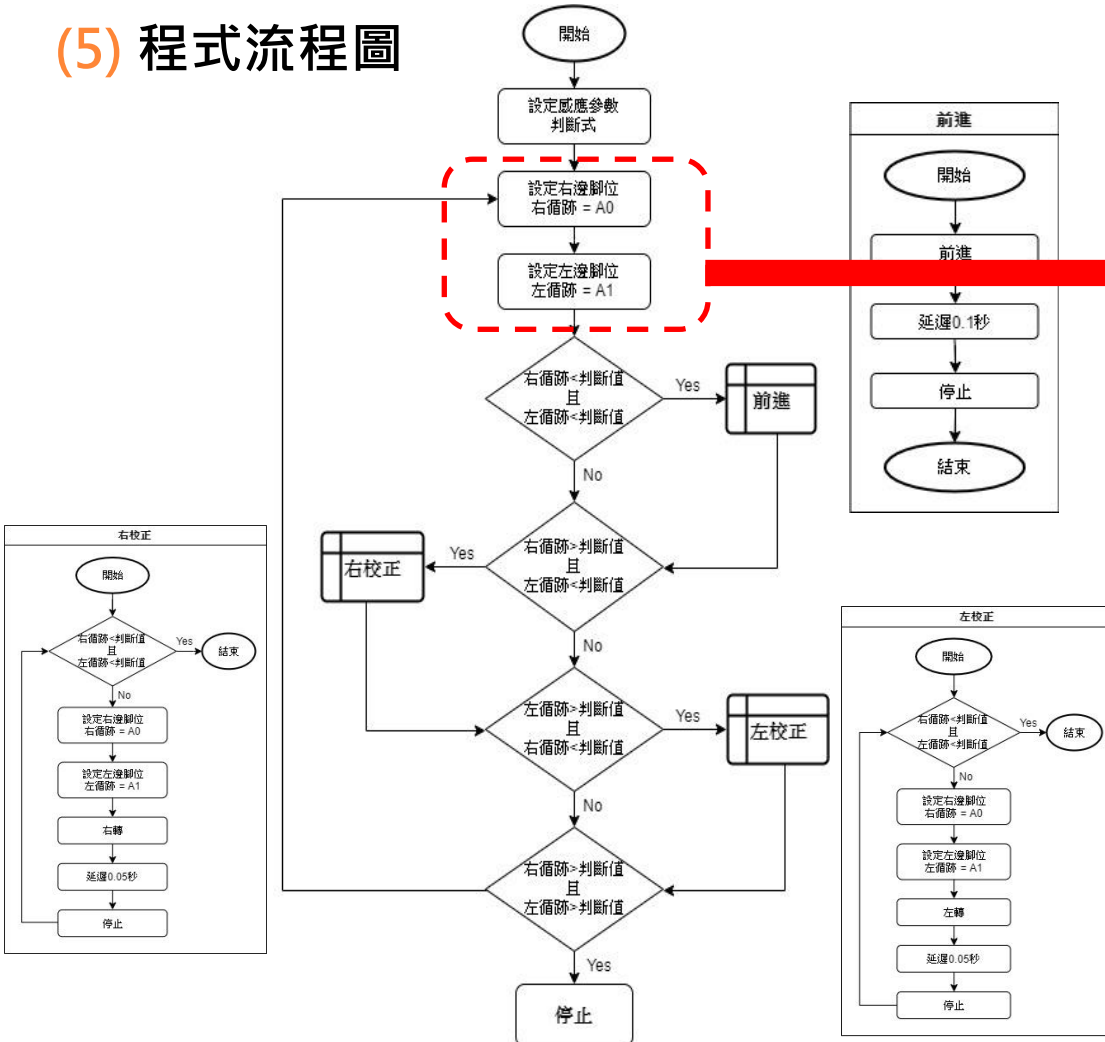 (5) 程式流程圖
開始
設定感應參數
判斷式
設定右邊腳位
右循跡 = A0
設定左邊腳位
左循跡 = A1
右循跡<判斷值
且
左循跡<判斷值
Yes
前進
No
右循跡>判斷值
且
左循跡<判斷值
Yes
右校正
No
左循跡>判斷值
且
右循跡<判斷值
Yes
左校正
No
右循跡>判斷值
且
左循跡>判斷值
Yes
停止
前進
開始
前進
延遲0.1秒
停止
結束
右校正
開始
右循跡<判斷值
且
左循跡<判斷值
Yes
結束
No
設定右邊腳位
右循跡 = A0
設定左邊腳位
左循跡 = A1
右轉
延遲0.05秒
停止
左校正
開始
右循跡<判斷值
且
左循跡<判斷值
Yes
結束
No
設定右邊腳位
右循跡 = A0
設定左邊腳位
左循跡 = A1
左轉
延遲0.05秒
停止